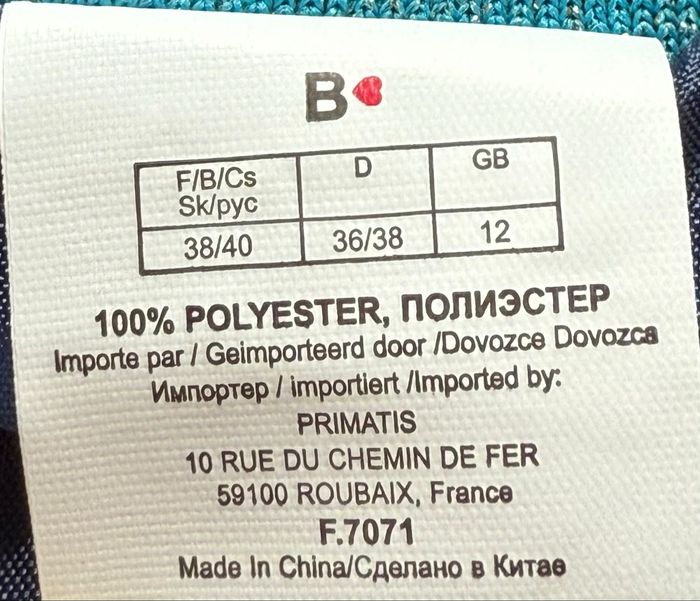 B
F/B/Cs D GB
Sk/рус
38/40 36/38 12
100% POLYESTER, ПОЛИЭСТЕР
Importe par / Geimporteerd door /Dovozce Dovozca
Импортер / importiert /Imported by:
PRIMATIS
10 RUE DU CHEMIN DE FER
59100 ROUBAIX, France
F.7071
Made In China/Сделано в Китае